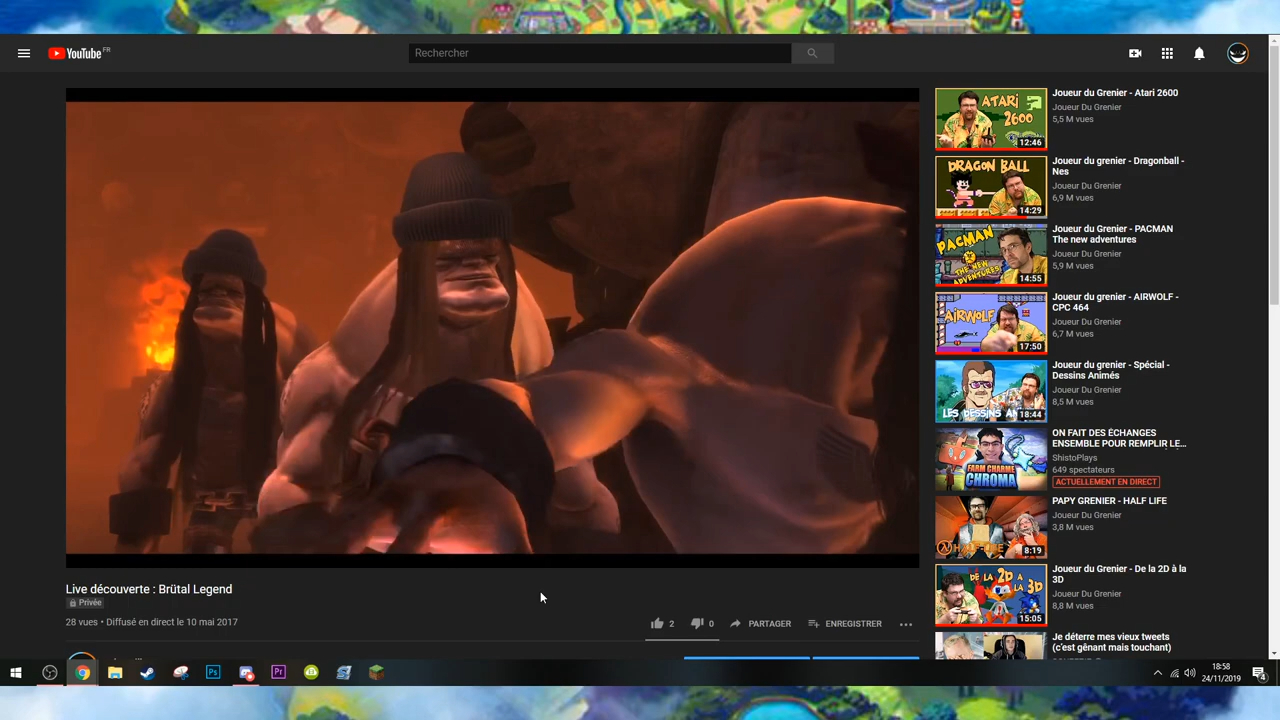 YouTube FR
Rechercher
ATARI
2600
12:46
Joueur du Grenier - Atari 2600
Joueur Du Grenier
5,5 M vues
DRAGON BALL
14:29
Joueur du grenier - Dragonball -
Nes
Joueur Du Grenier
6,9 M vues
PACMAN
THE NEW
ADVENTURES
14:55
Joueur du Grenier - PACMAN
The new adventures
Joueur Du Grenier
5,9 M vues
AIRWOLF
17:50
Joueur du grenier - AIRWOLF -
CPC 464
Joueur Du Grenier
6,7 M vues
LES DESSINS AN
18:44
Joueur du grenier - Spécial -
Dessins Animés
Joueur Du Grenier
8,5 M vues
FARM CHARME
CHROMA
ON FAIT DES ÉCHANGES
ENSEMBLE POUR REMPLIR LE...
ShistoPlays
649 spectateurs
ACTUELLEMENT EN DIRECT
HALF-LIFE
8:19
PAPY GRENIER - HALF LIFE
Joueur Du Grenier
3,8 M vues
DE LA 2D A
LA 3D
15:05
Joueur du Grenier - De la 2D à la
3D
Joueur Du Grenier
8,8 M vues
Je déterre mes vieux tweets
(c'est gênant mais touchant)
Live découverte : Brütal Legend
Privée
28 vues • Diffusé en direct le 10 mai 2017
2
0
PARTAGER
ENREGISTRER
Ps
Pr
18:58
24/11/2019
4